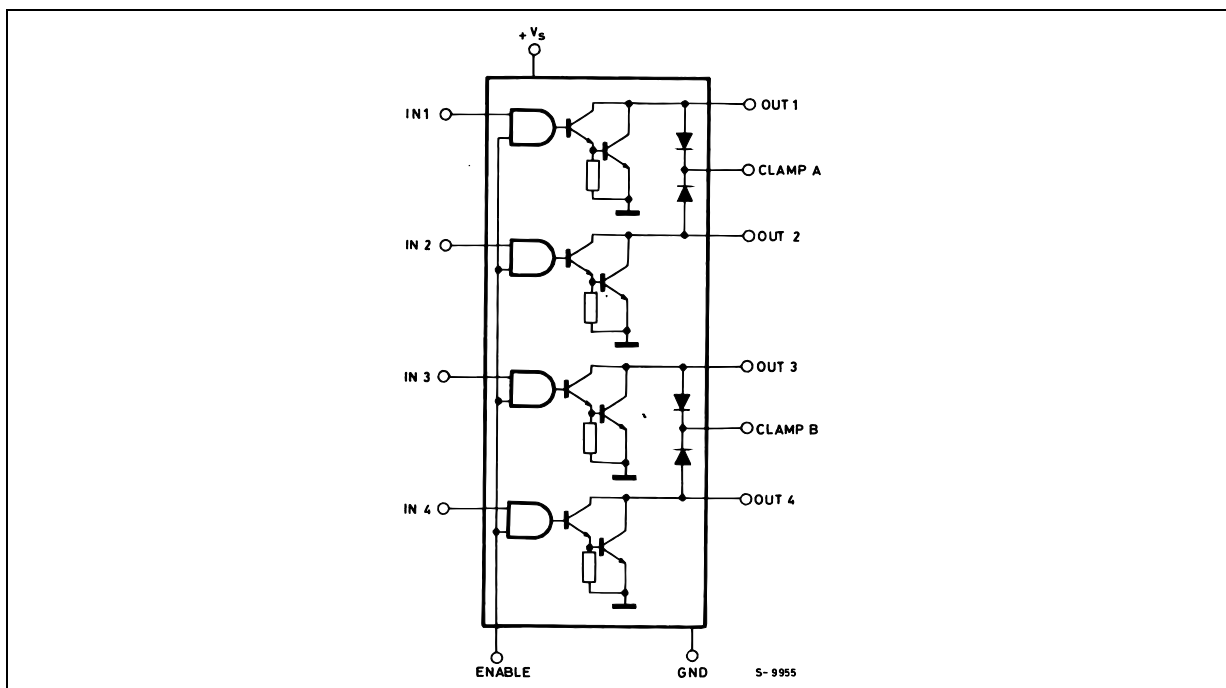 + Vs
IN1
OUT 1
CLAMP A
IN 2
OUT 2
IN 3
OUT 3
CLAMP B
IN 4
OUT 4
ENABLE
GND
S-9955